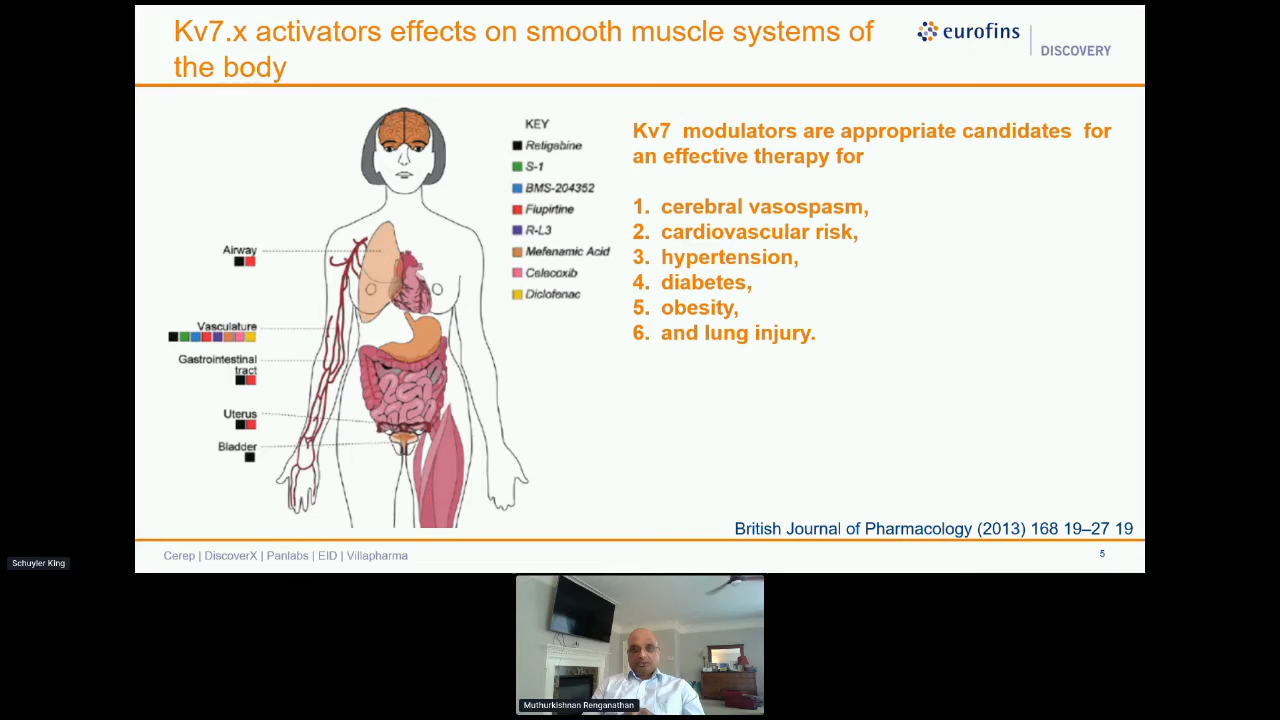 Kv7.x activators effects on smooth muscle systems of
the body
eurofins
DISCOVERY
KEY
Retigabine
S-1
BMS-204352
Flupirtine
R-L3
Mefenamic Acid
Celecoxib
Diclofenac
Airway
Vasculature
Gastrointestinal
tract
Uterus
Bladder
Kv7 modulators are appropriate candidates for
an effective therapy for
1. cerebral vasospasm,
2. cardiovascular risk,
3. hypertension,
4. diabetes,
5. obesity,
6. and lung injury.
British Journal of Pharmacology (2013) 168 19–27 19
Cerep | DiscoverX | Panlabs | EID | Villapharma
5
Schuyler King
Muthurkishnan Renganathan